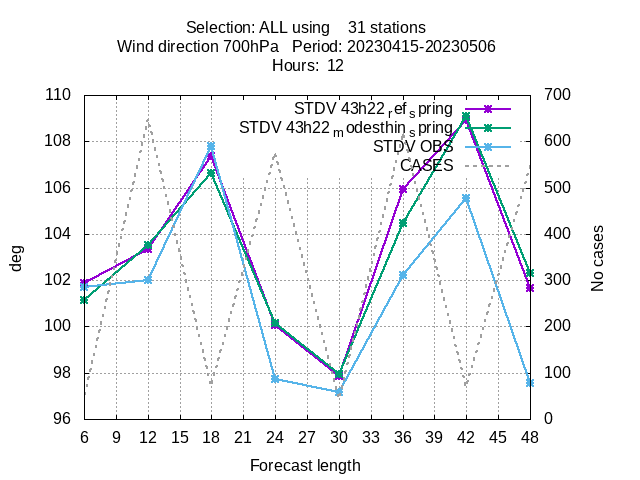 Selection: ALL using    31 stations
Wind direction 700hPa   Period: 20230415-20230506
Hours:  12
110 700
STDV 43h22 ref spring
STDV 43h22 modesthin spring
108 600
STDV OBS
CASES
106 500
104 400
deg
No cases
102 300
100 200
98 100
96 0
6 9 12 15 18 21 24 27 30 33 36 39 42 45 48
Forecast length